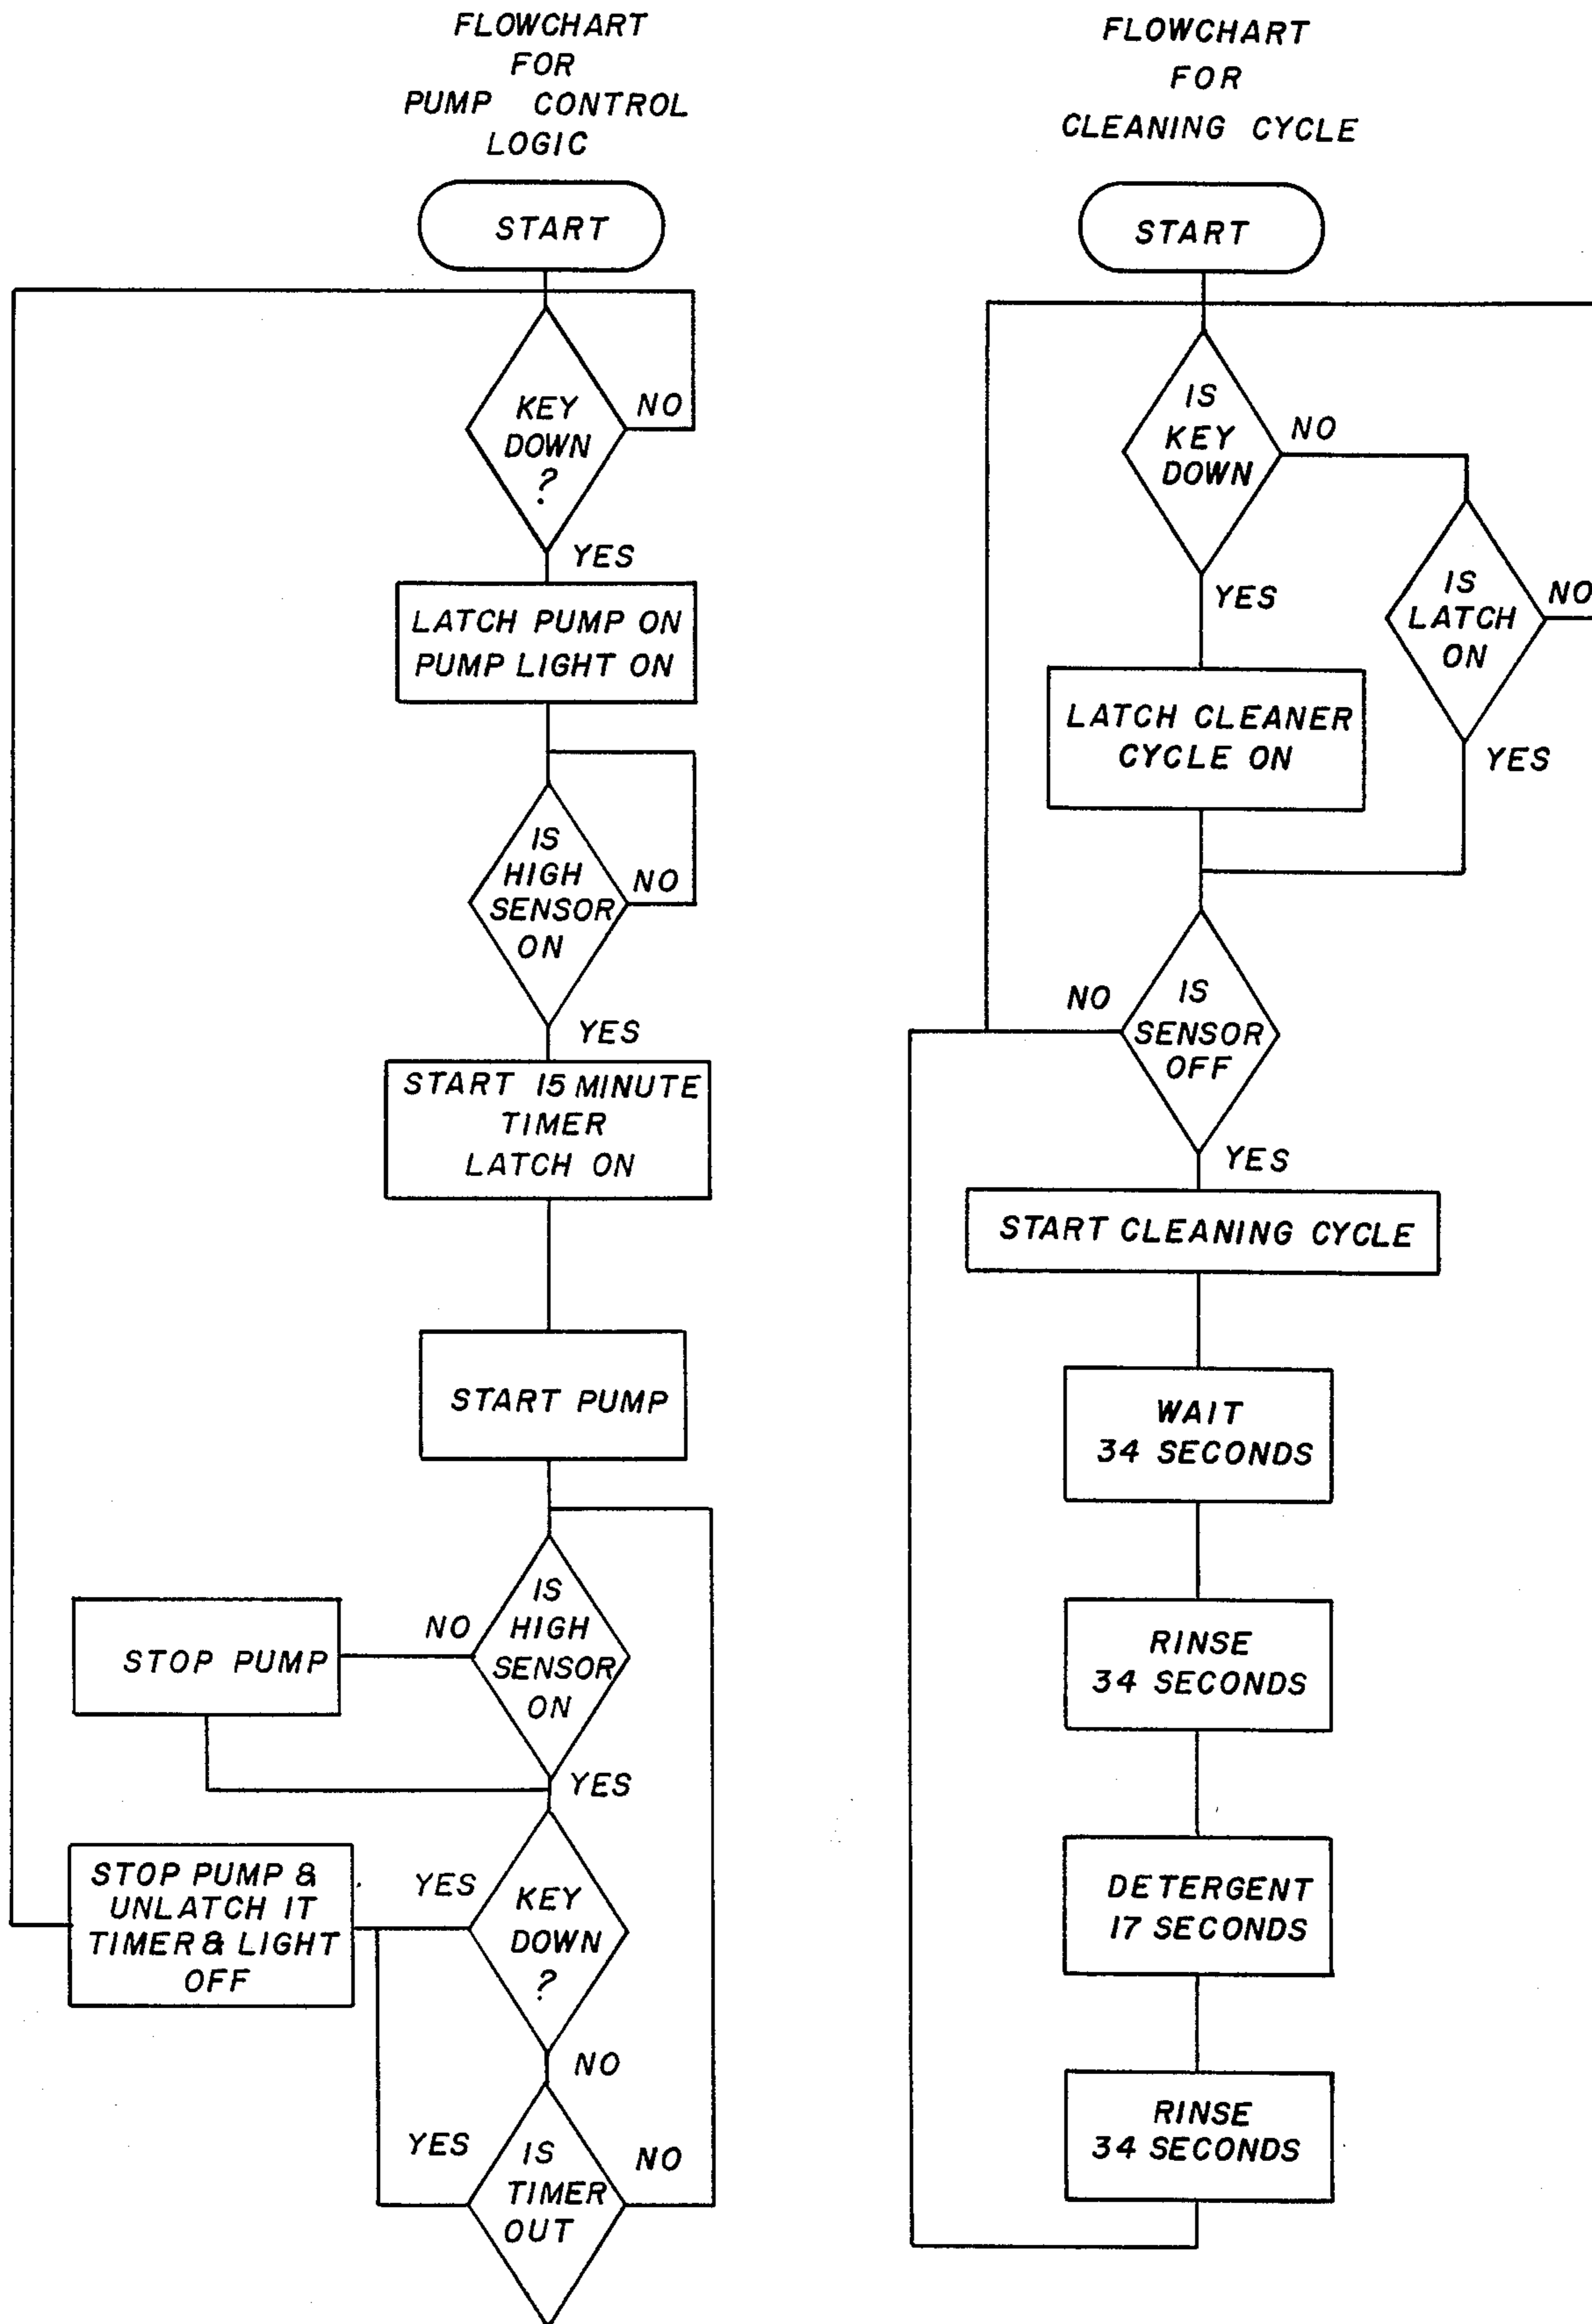 FLOWCHART
FOR
PUMP CONTROL
LOGIC
START
KEY
DOWN
?
NO
YES
LATCH PUMP ON
PUMP LIGHT ON
IS
HIGH
SENSOR
ON
NO
YES
START 15 MINUTE
TIMER
LATCH ON
START PUMP
IS
HIGH
SENSOR
ON
NO
STOP PUMP
YES
KEY
DOWN
?
YES
STOP PUMP &
UNLATCH IT
TIMER & LIGHT
OFF
NO
IS
TIMER
OUT
YES
NO
FLOWCHART
FOR
CLEANING CYCLE
START
IS
KEY
DOWN
NO
YES
IS
LATCH
ON
NO
YES
LATCH CLEANER
CYCLE ON
IS
SENSOR
OFF
NO
YES
START CLEANING CYCLE
WAIT
34 SECONDS
RINSE
34 SECONDS
DETERGENT
17 SECONDS
RINSE
34 SECONDS